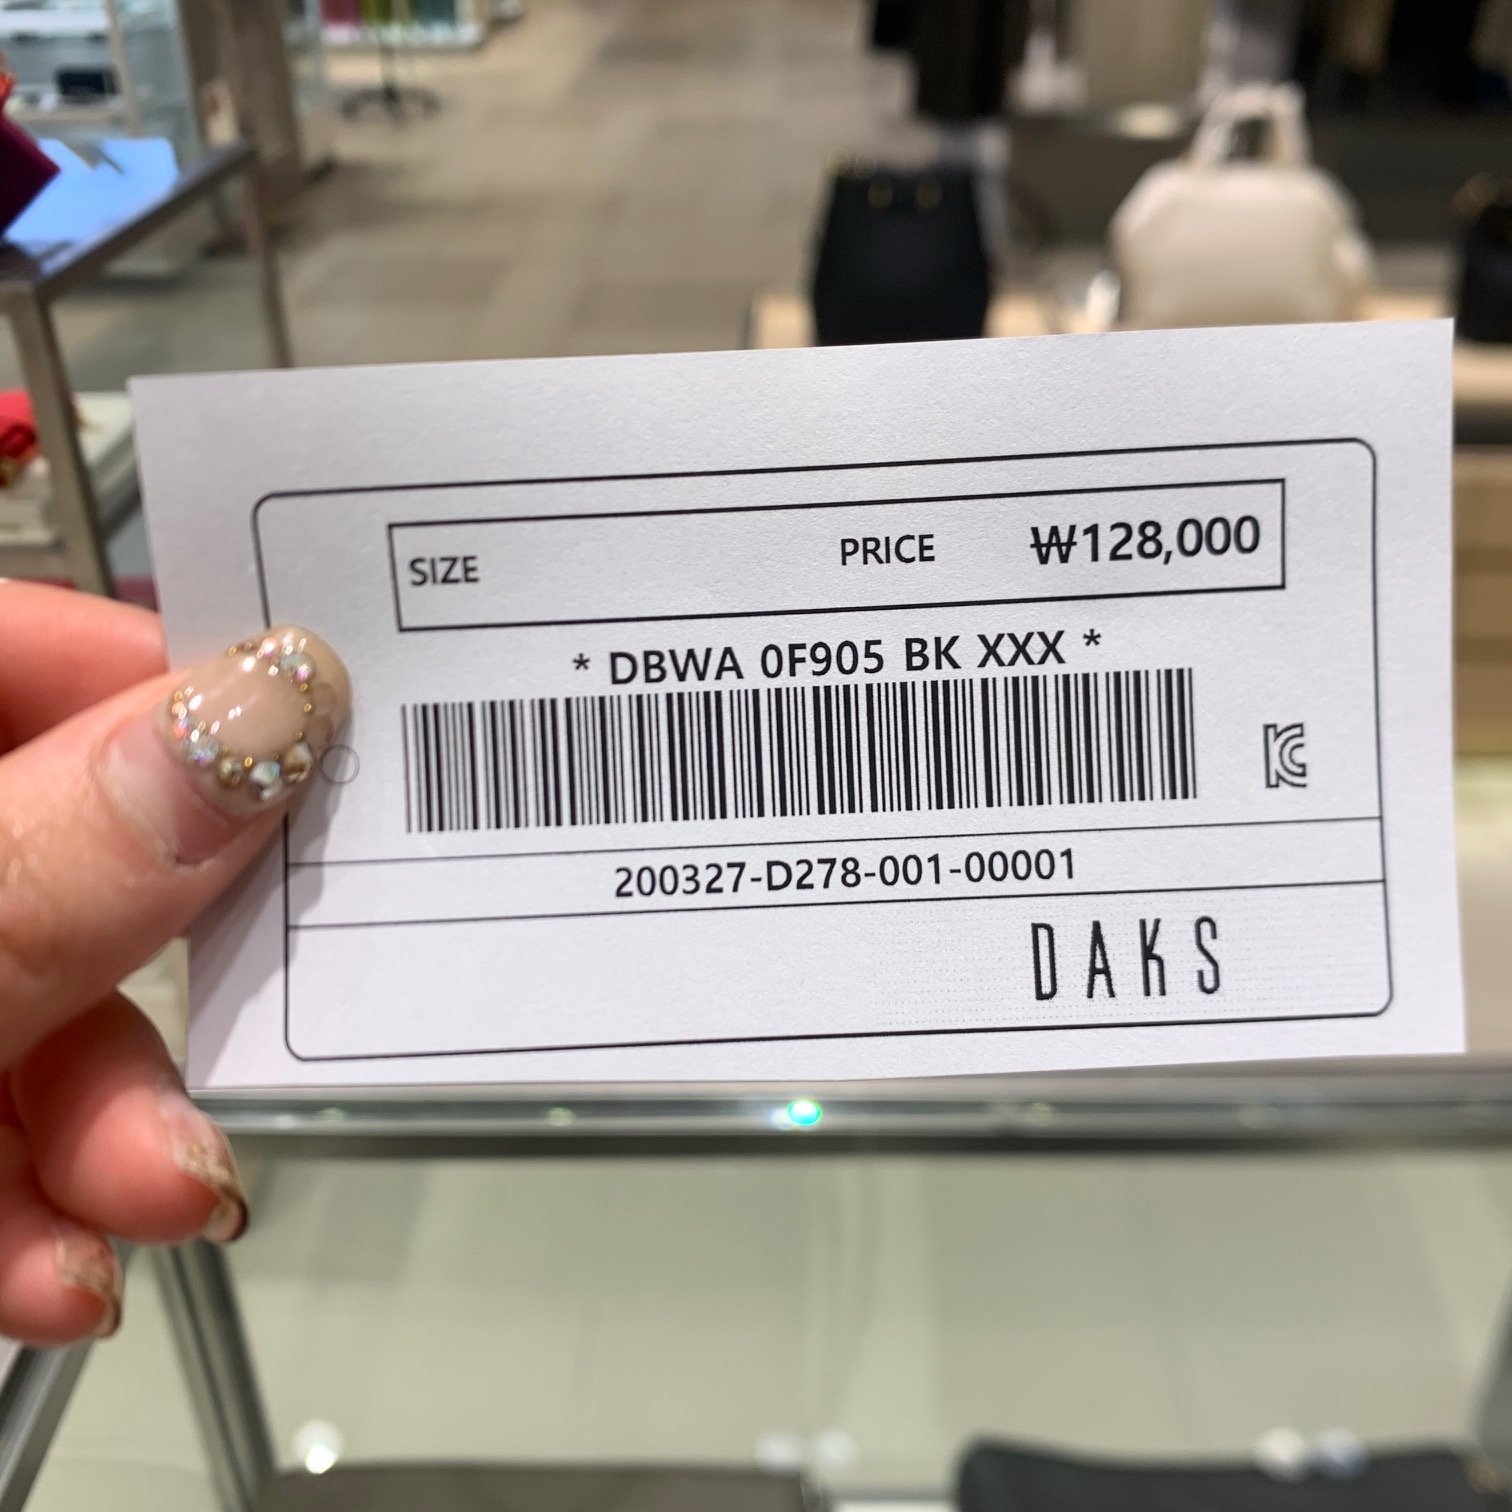 SIZE PRICE ₩128,000
* DBWA 0F905 BK XXX *
KC
200327-D278-001-00001
DAKS